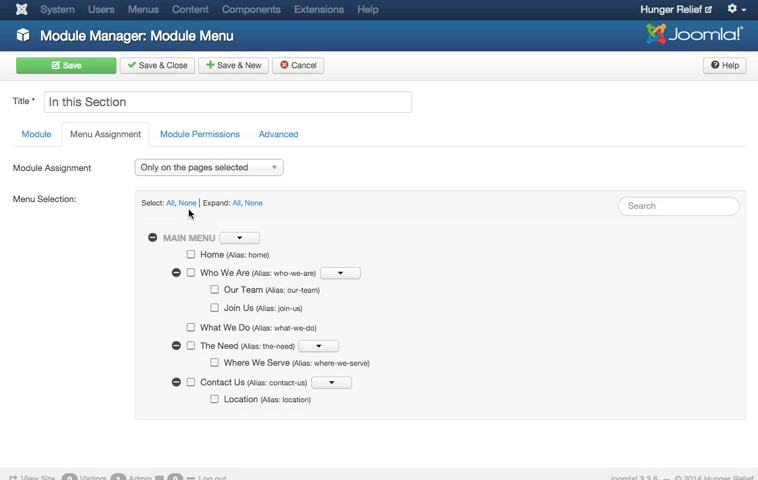 System Users Menus Content Components Extensions Help Hunger Relief
Module Manager: Module Menu Joomla!®
Save Save & Close Save & New Cancel Help
Title * In this Section
Module Menu Assignment Module Permissions Advanced
Module Assignment Only on the pages selected
Menu Selection: Select: All, None | Expand: All, None Search
MAIN MENU
Home (Alias: home)
Who We Are (Alias: who-we-are)
Our Team (Alias: our-team)
Join Us (Alias: join-us)
What We Do (Alias: what-we-do)
The Need (Alias: the-need)
Where We Serve (Alias: where-we-serve)
Contact Us (Alias: contact-us)
Location (Alias: location)
View Site 0 Visitors 1 Admin 0 Log out Joomla! 3.3.6 — © 2014 Hunger Relief